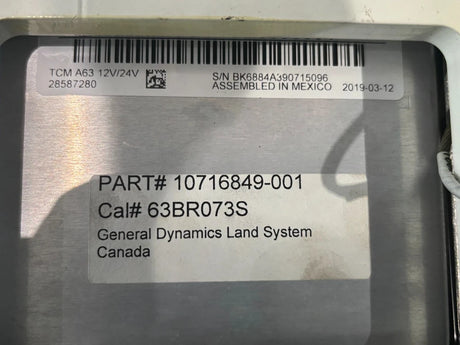 TCM A63 12V/24V
28587280
S/N BK6884A390715096
ASSEMBLED IN MEXICO 2019-03-12
PART# 10716849-001
Cal# 63BR073S
General Dynamics Land System
Canada